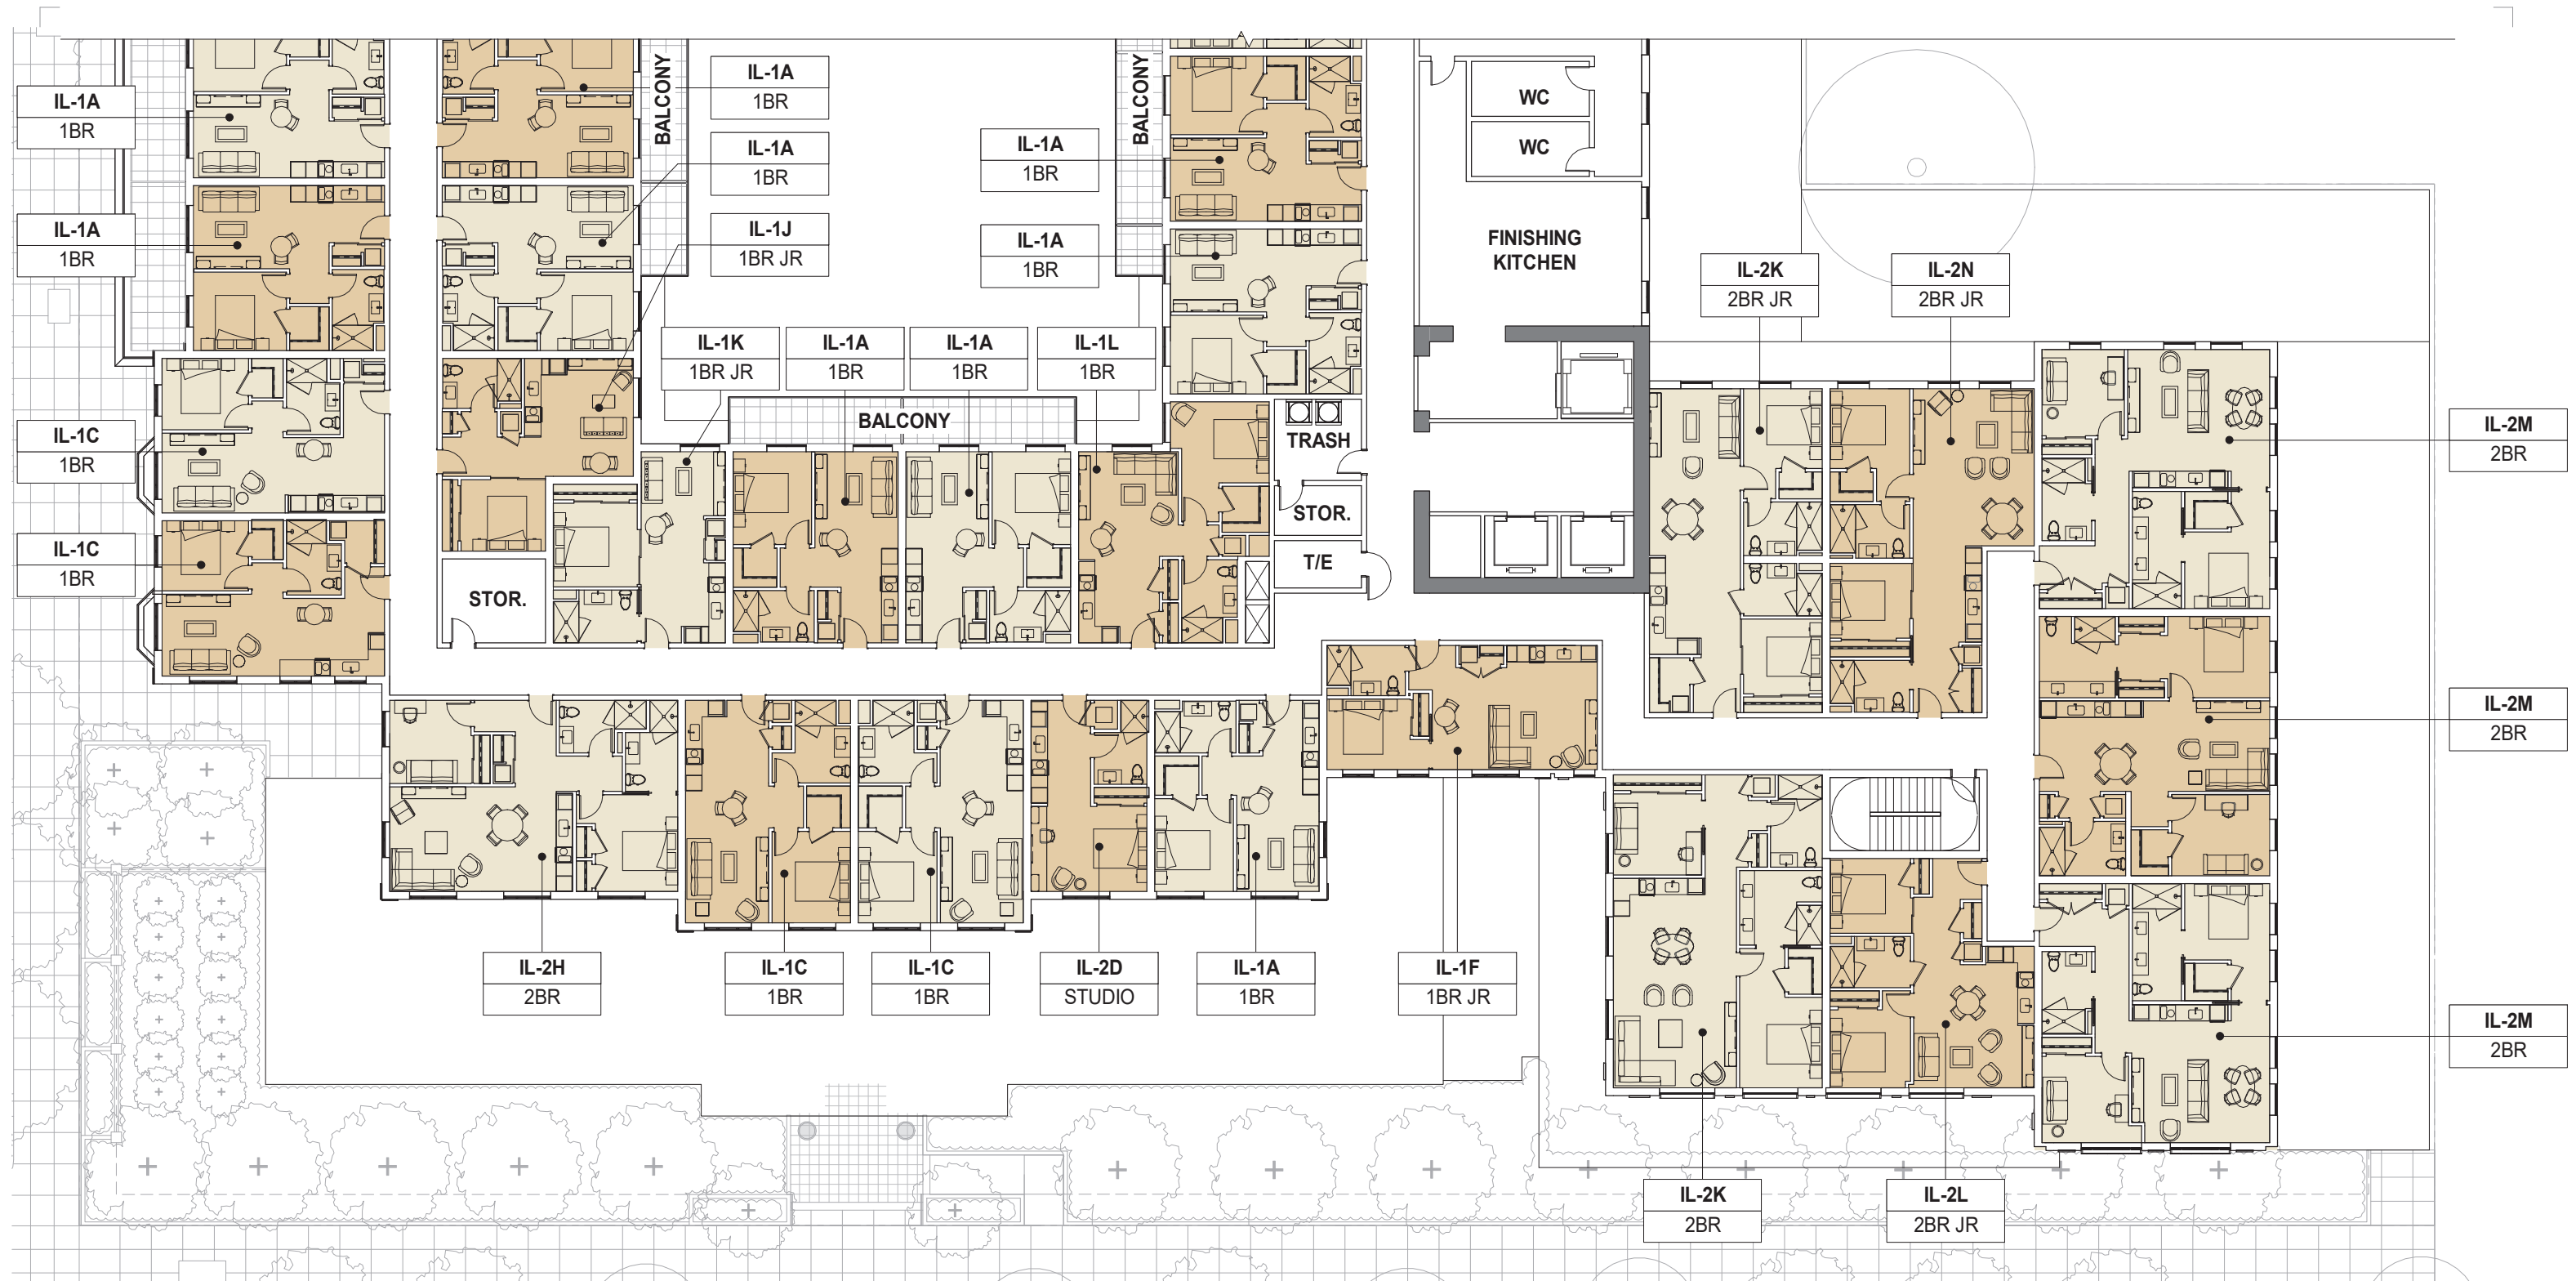 BALCONY
BALCONY
IL-1A
1BR
IL-1A
1BR
IL-1A
1BR
IL-1J
1BR JR
IL-1A
1BR
IL-1A
1BR
IL-1A
1BR
IL-1A
1BR
WC
WC
FINISHING
KITCHEN
IL-2K
2BR JR
IL-2N
2BR JR
IL-1K
1BR JR
IL-1A
1BR
IL-1A
1BR
IL-1L
1BR
BALCONY
TRASH
STOR.
T/E
IL-1C
1BR
IL-1C
1BR
STOR.
IL-2M
2BR
IL-2M
2BR
IL-2M
2BR
IL-2H
2BR
IL-1C
1BR
IL-1C
1BR
IL-2D
STUDIO
IL-1A
1BR
IL-1F
1BR JR
IL-2K
2BR
IL-2L
2BR JR